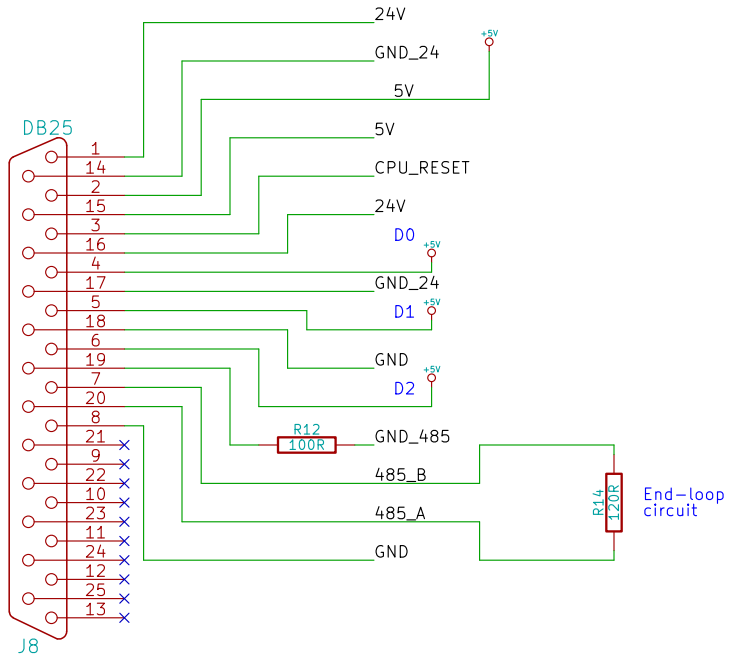 24V
+5V
GND_24
5V
DB25
5V
1
14
CPU_RESET
2
15
24V
3
D0
16
+5V
4
17
GND_24
5
+5V
D1
18
6
GND
19
+5V
7
D2
20
8
R12
GND_485
21
100R
9
22
485_B
10
R14
120R
End-loop
circuit
23
485_A
11
24
GND
12
25
13
J8